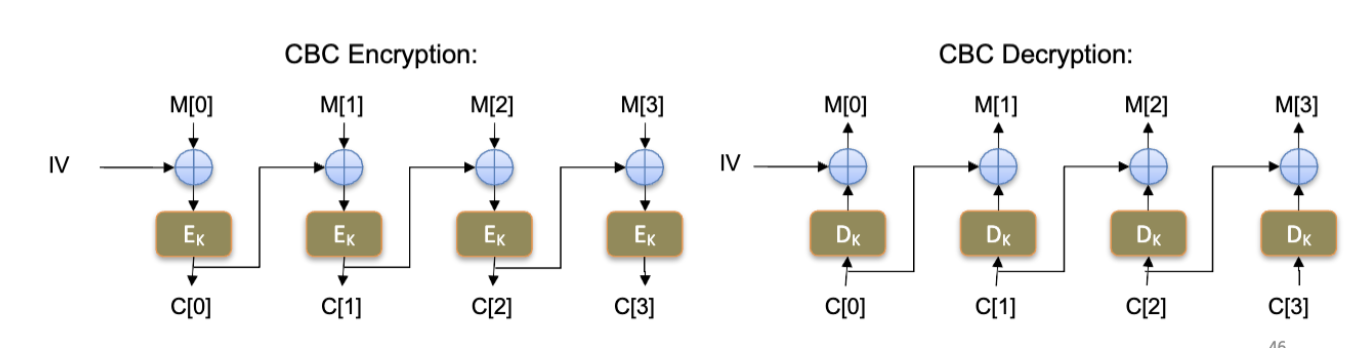 CBC Encryption:
M[0] M[1] M[2] M[3]
IV
E_K E_K E_K E_K
C[0] C[1] C[2] C[3]
CBC Decryption:
M[0] M[1] M[2] M[3]
IV
D_K D_K D_K D_K
C[0] C[1] C[2] C[3]
46